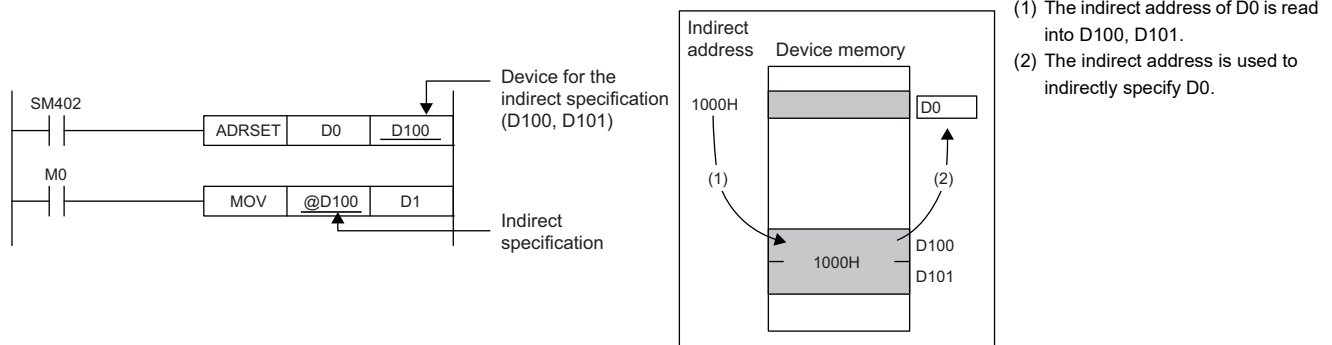 SM402
ADRSET D0 D100
M0
MOV @D100 D1
Device for the
indirect specification
(D100, D101)
Indirect
specification
Indirect
address
Device memory
1000H
D0
(1)
(2)
1000H
D100
D101
(1) The indirect address of D0 is read
into D100, D101.
(2) The indirect address is used to
indirectly specify D0.